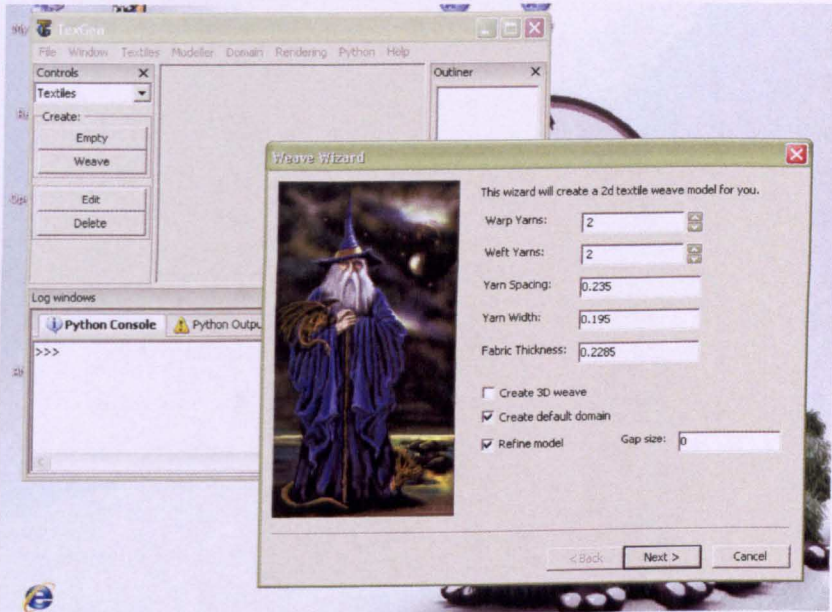 TexGen
File Window Textiles Modeller Domain Rendering Python Help
Controls
Textiles
Create:
Empty
Weave
Edit
Delete
Outliner
Log windows
Python Console
Python Outpu
>>>
Weave Wizard
This wizard will create a 2d textile weave model for you.
Warp Yarns: 2
Weft Yarns: 2
Yarn Spacing: 0.235
Yarn Width: 0.195
Fabric Thickness: 0.2285
Create 3D weave
Create default domain
Refine model Gap size: 0
< Back Next > Cancel